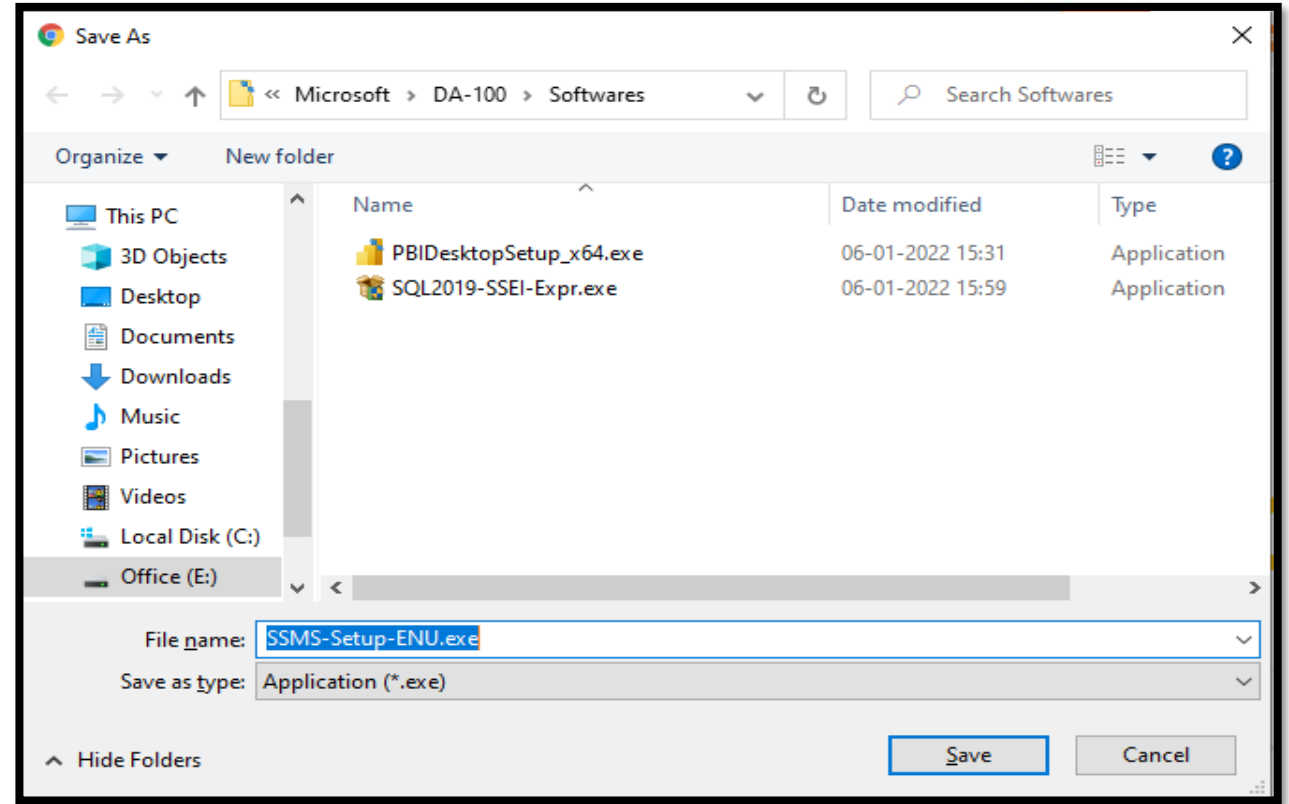 Save As
« Microsoft > DA-100 > Softwares
Search Softwares
Organize
New folder
This PC
3D Objects
Desktop
Documents
Downloads
Music
Pictures
Videos
Local Disk (C:)
Office (E:)
Name Date modified Type
PBIDesktopSetup_x64.exe 06-01-2022 15:31 Application
SQL2019-SSEI-Expr.exe 06-01-2022 15:59 Application
File name: SSMS-Setup-ENU.exe
Save as type: Application (*.exe)
Hide Folders
Save
Cancel